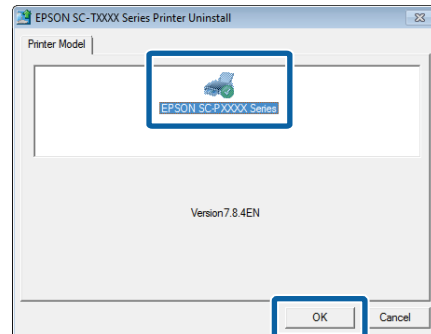 EPSON SC-TXXXX Series Printer Uninstall
Printer Model
EPSON SC-PXXXX Series
Version7.8.4EN
OK
Cancel